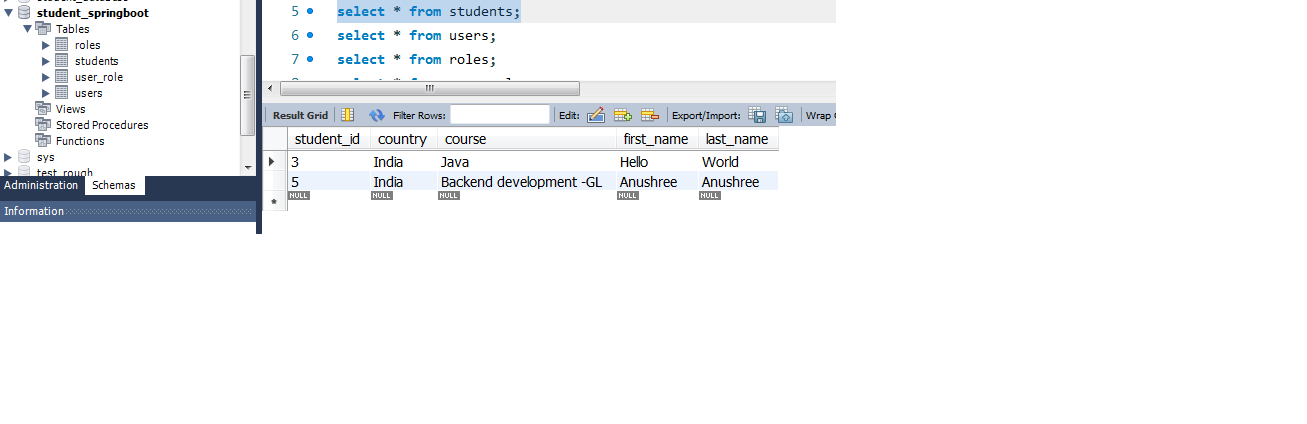 student_springboot
Tables
roles
students
user_role
users
Views
Stored Procedures
Functions
sys
test_rough
Administration Schemas
Information
5 select * from students;
6 select * from users;
7 select * from roles;
Result Grid Filter Rows: Edit: Export/Import: Wrap
student_id country course first_name last_name
3 India Java Hello World
5 India Backend development -GL Anushree Anushree
NULL NULL NULL NULL NULL